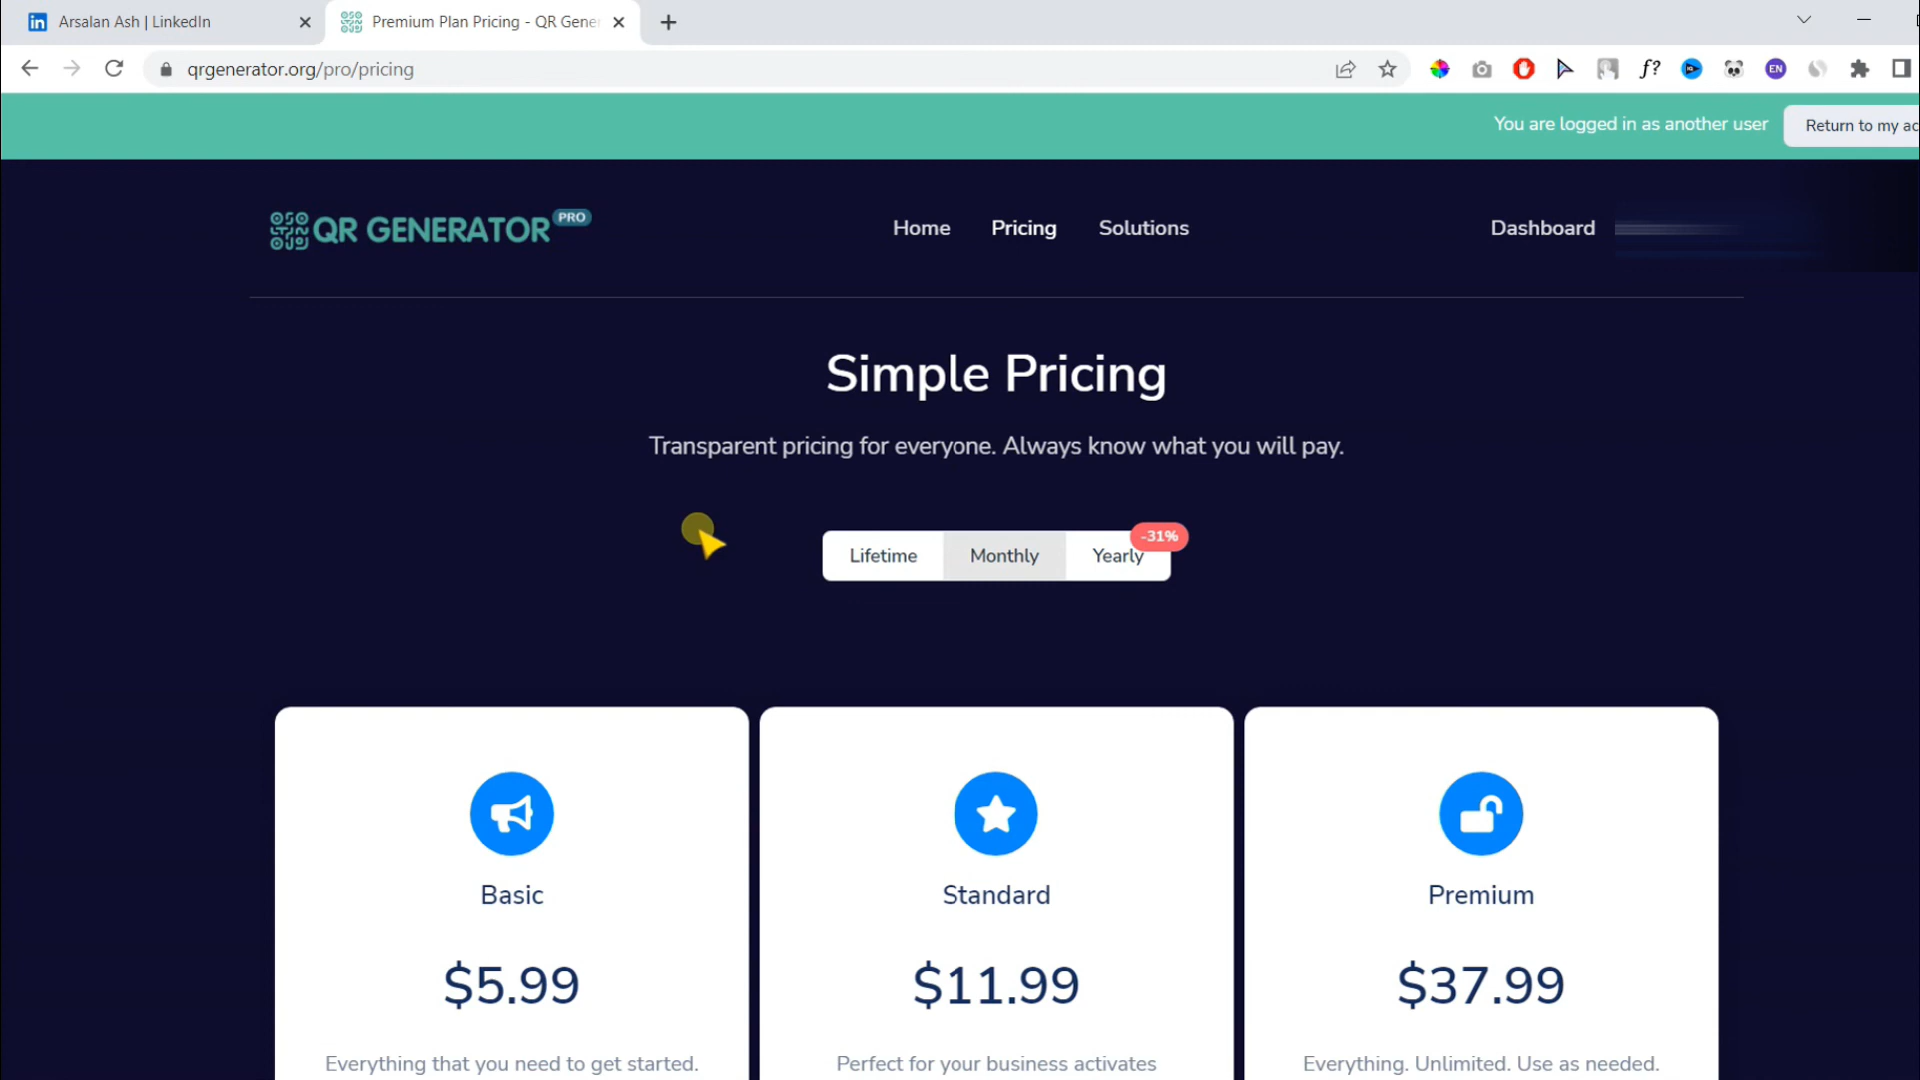 Arsalan Ash | LinkedIn
Premium Plan Pricing - QR Gene
qrgenerator.org/pro/pricing
f?
EN
You are logged in as another user
Return to my ac
QR GENERATOR PRO
Home
Pricing
Solutions
Dashboard
Simple Pricing
Transparent pricing for everyone. Always know what you will pay.
Lifetime
Monthly
Yearly
-31%
Basic
$5.99
Everything that you need to get started.
Standard
$11.99
Perfect for your business activates
Premium
$37.99
Everything. Unlimited. Use as needed.